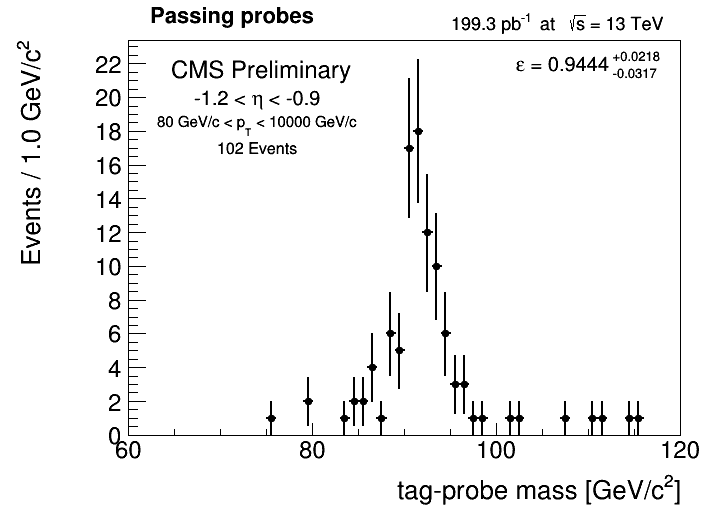 Passing probes
199.3 pb⁻¹ at √s = 13 TeV
CMS Preliminary
ε = 0.9444 +0.0218 -0.0317
-1.2 < η < -0.9
80 GeV/c < p_T < 10000 GeV/c
102 Events
Events / 1.0 GeV/c²
22
20
18
16
14
12
10
8
6
4
2
0
60 80 100 120
tag-probe mass [GeV/c²]